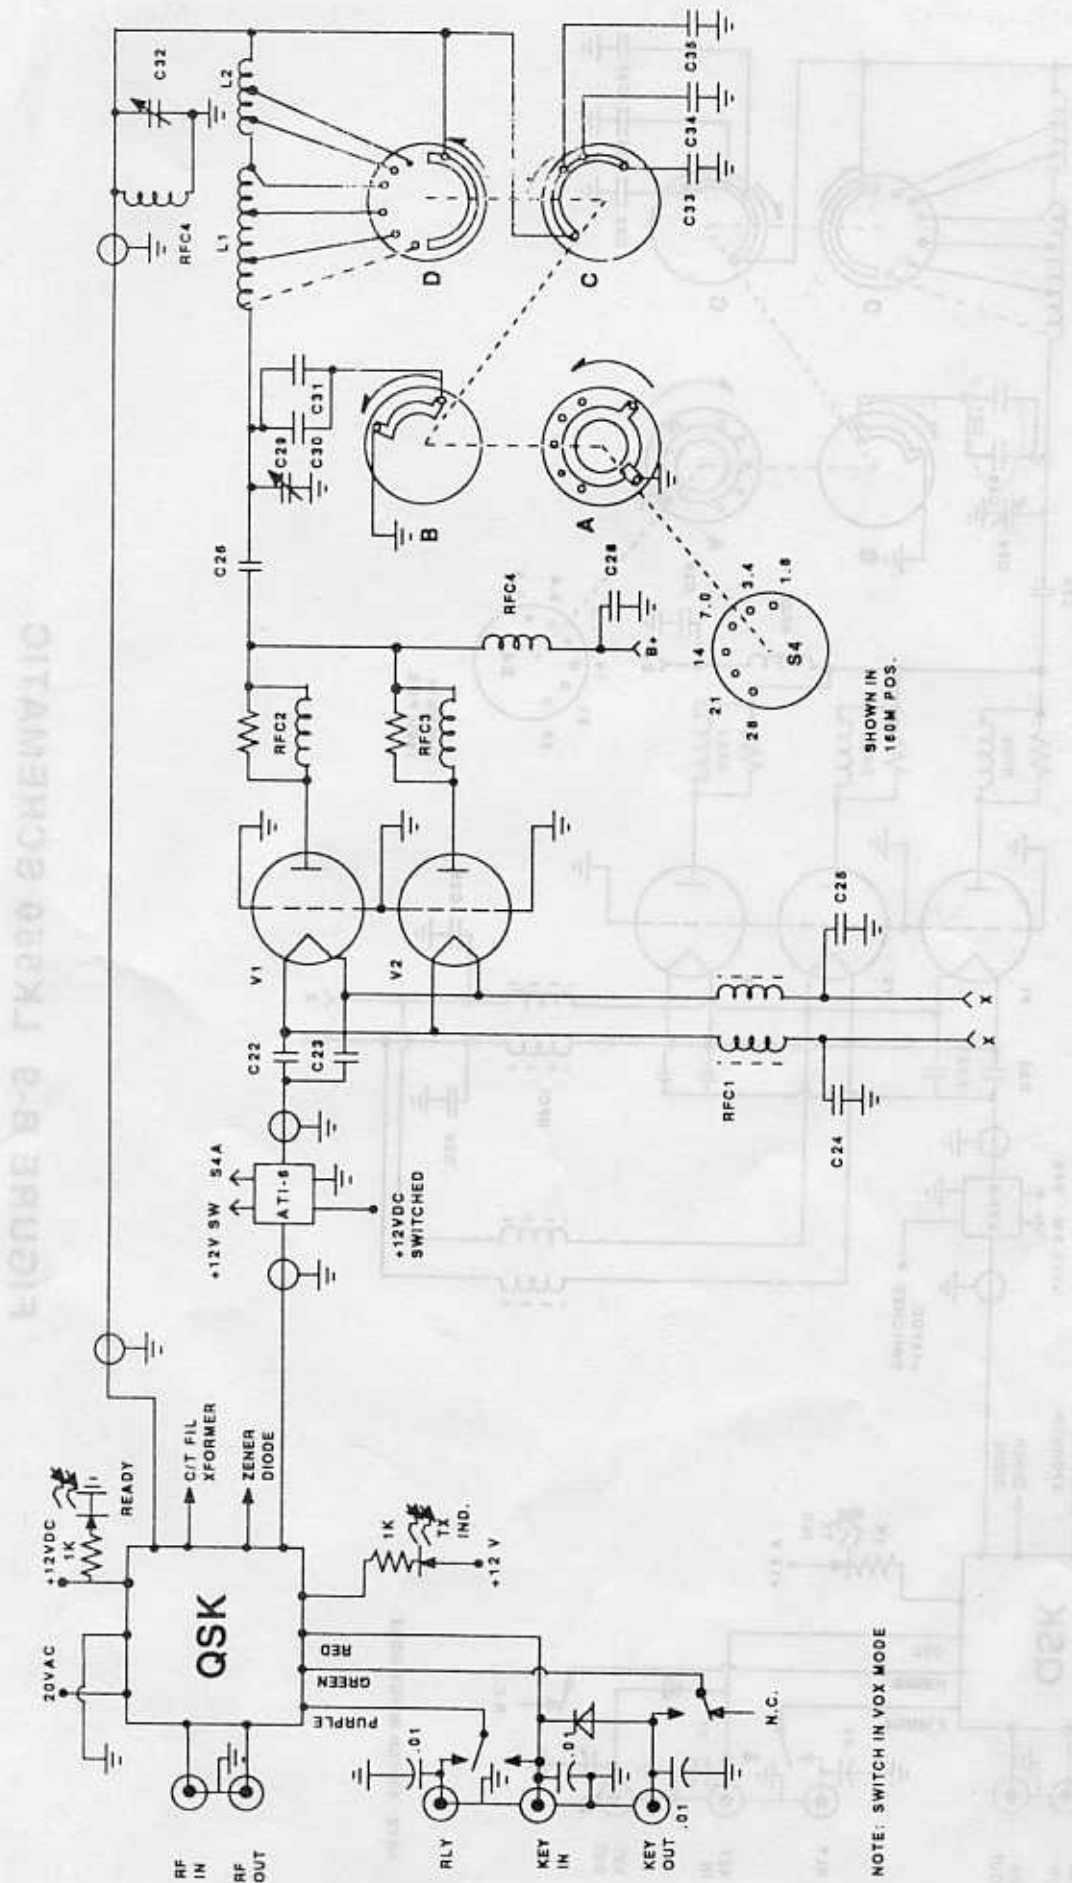 C32
L2
RFC4
L1
D
C35
C34
C33
C
C31
C29
C30
B
A
C26
RFC4
C28
B+
RFC2
RFC3
7.0
3.4
1.8
14
21
28
S4
SHOWN IN
160M POS.
V1
V2
C22
C23
C25
X
X
RFC1
C24
S4A
+12V SW
ATI-6
+12VDC
SWITCHED
C/T FIL
XFORMER
ZENER
DIODE
READY
+12VDC
1K
20VAC
QSK
1K
TX
IND.
+12 V
RED
GREEN
PURPLE
N.C.
.01
.01
.01
RF
IN
RF
OUT
RLY
KEY
IN
KEY
OUT
NOTE: SWITCH IN VOX MODE
FIGURE B-9 LK550 SCHEMATIC